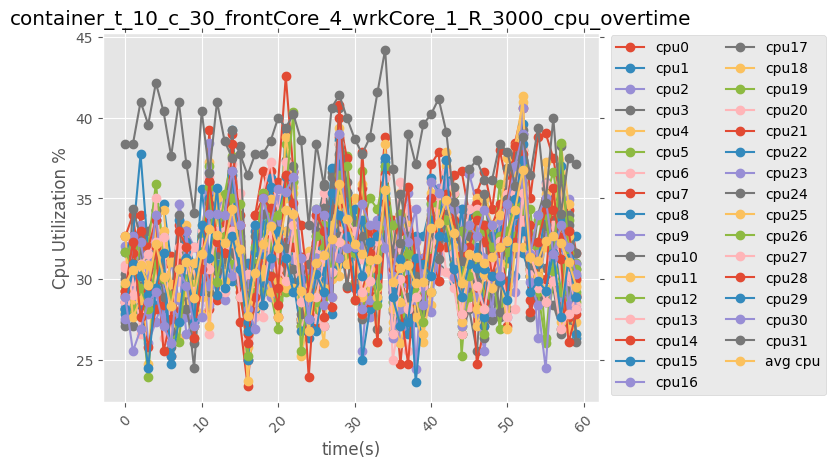 container_t_10_c_30_frontCore_4_wrkCore_1_R_3000_cpu_overtime
45
40
35
30
25
Cpu Utilization %
0
10
20
30
40
50
60
time(s)
cpu0
cpu1
cpu2
cpu3
cpu4
cpu5
cpu6
cpu7
cpu8
cpu9
cpu10
cpu11
cpu12
cpu13
cpu14
cpu15
cpu16
cpu17
cpu18
cpu19
cpu20
cpu21
cpu22
cpu23
cpu24
cpu25
cpu26
cpu27
cpu28
cpu29
cpu30
cpu31
avg cpu